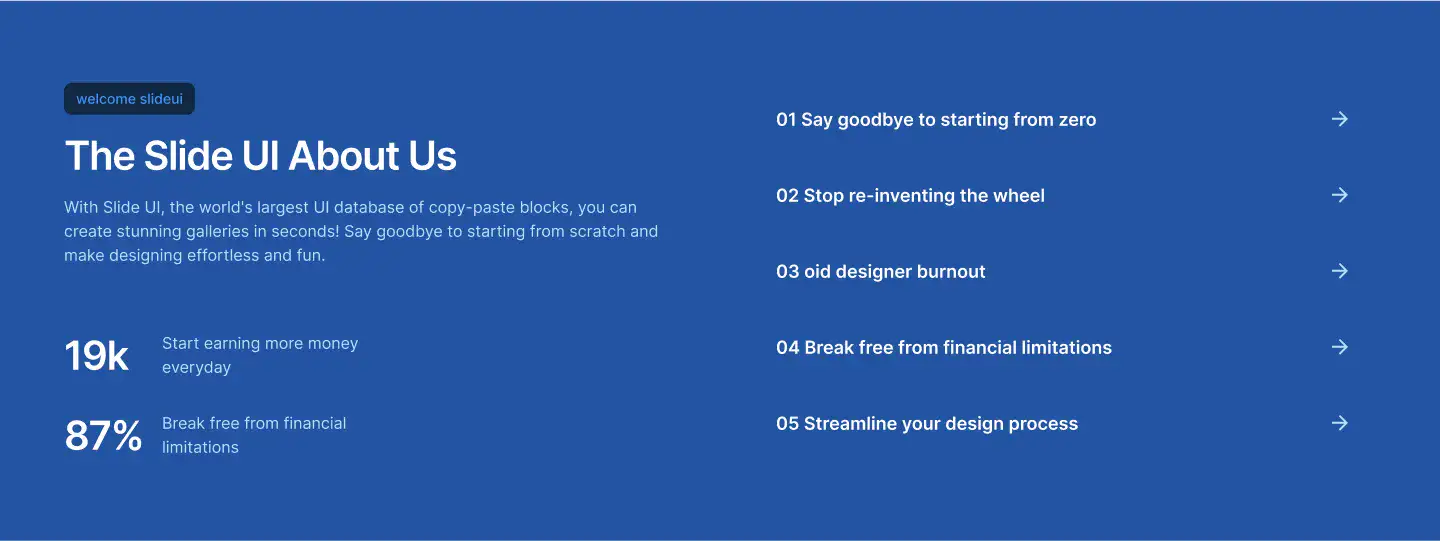 welcome slideui
The Slide UI About Us
With Slide UI, the world's largest UI database of copy-paste blocks, you can
create stunning galleries in seconds! Say goodbye to starting from scratch and
make designing effortless and fun.
19k
Start earning more money
everyday
87%
Break free from financial
limitations
01 Say goodbye to starting from zero
02 Stop re-inventing the wheel
03 oid designer burnout
04 Break free from financial limitations
05 Streamline your design process